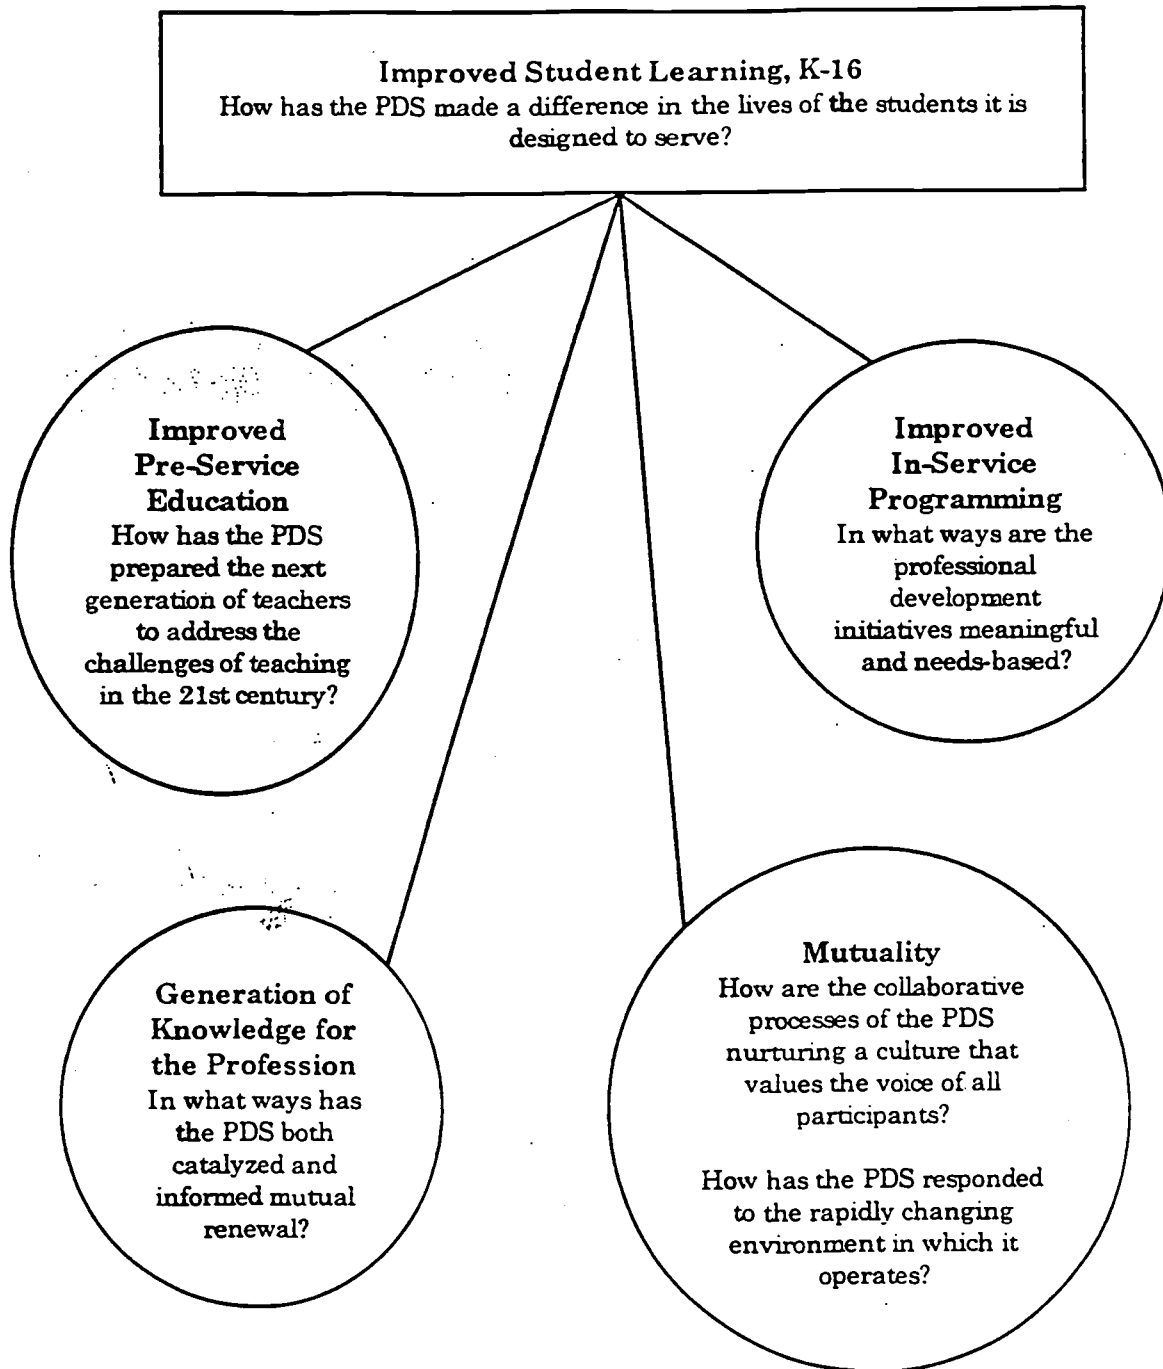 Improved Student Learning, K-16
How has the PDS made a difference in the lives of the students it is
designed to serve?
Improved
Pre-Service
Education
How has the PDS
prepared the next
generation of teachers
to address the
challenges of teaching
in the 21st century?
Improved
In-Service
Programming
In what ways are the
professional
development
initiatives meaningful
and needs-based?
Generation of
Knowledge for
the Profession
In what ways has
the PDS both
catalyzed and
informed mutual
renewal?
Mutuality
How are the collaborative
processes of the PDS
nurturing a culture that
values the voice of all
participants?
How has the PDS responded
to the rapidly changing
environment in which it
operates?